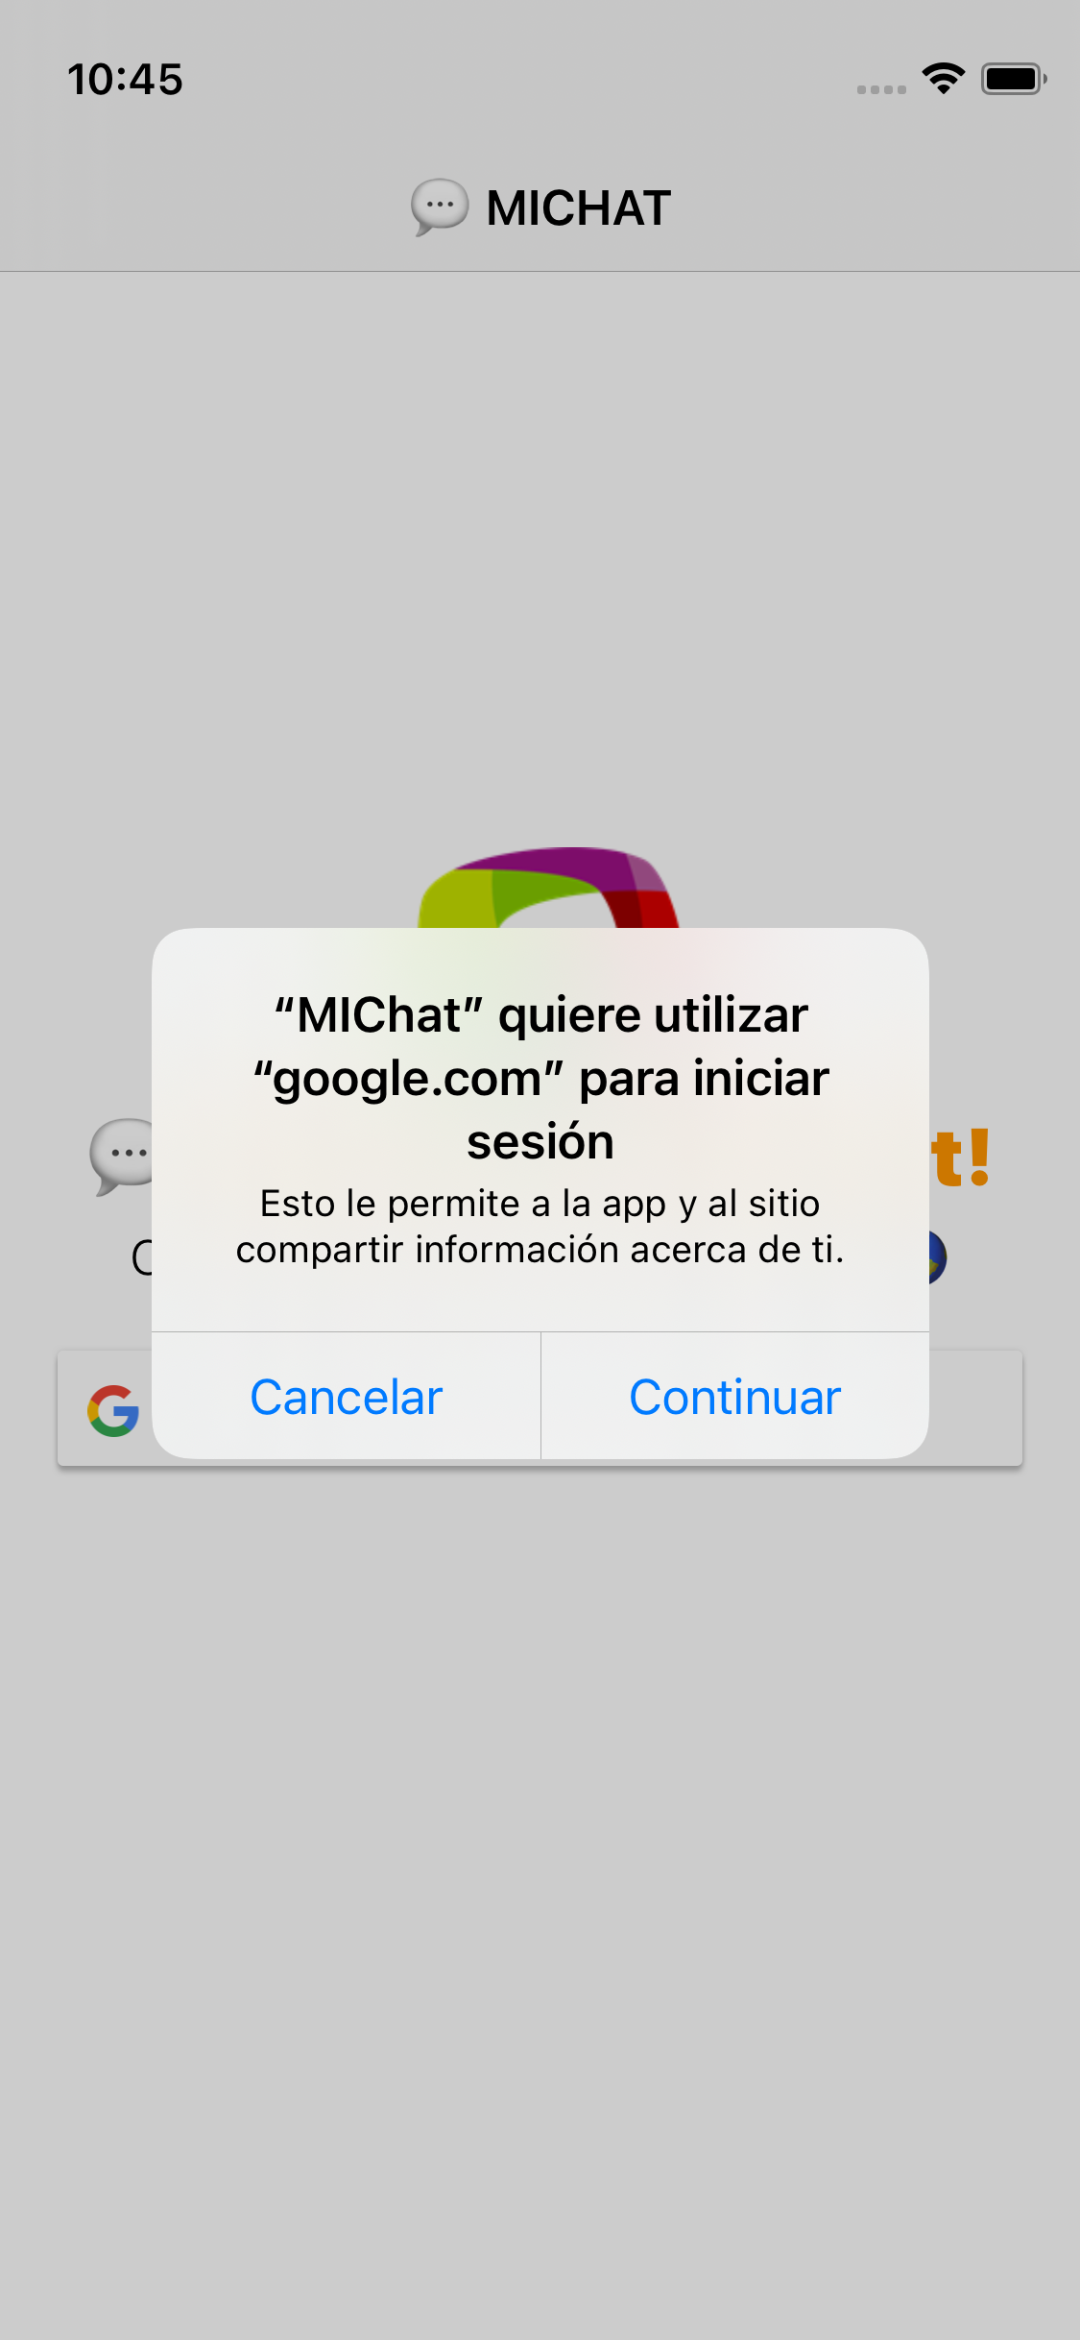 10:45
MICHAT
“MIChat” quiere utilizar
“google.com” para iniciar
sesión
Esto le permite a la app y al sitio
compartir información acerca de ti.
Cancelar
Continuar
t!